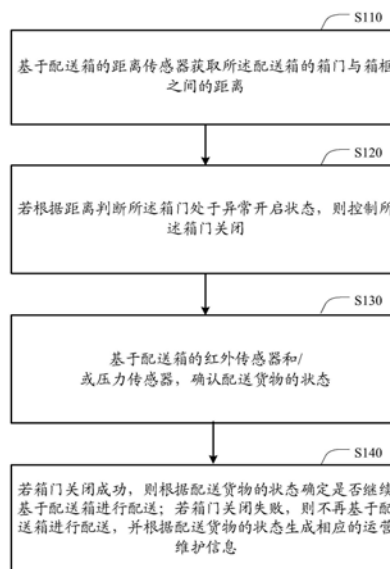 S110
基于配送箱的距离传感器获取所述配送箱的箱门与箱框
之间的距离
S120
若根据距离判断所述箱门处于异常开启状态，则控制所
述箱门关闭
S130
基于配送箱的红外传感器和/
或压力传感器，确认配送货物的状态
S140
若箱门关闭成功，则根据配送货物的状态确定是否继续
基于配送箱进行配送；若箱门关闭失败，则不再基于配
送箱进行配送，并根据配送货物的状态生成相应的运营
维护信息